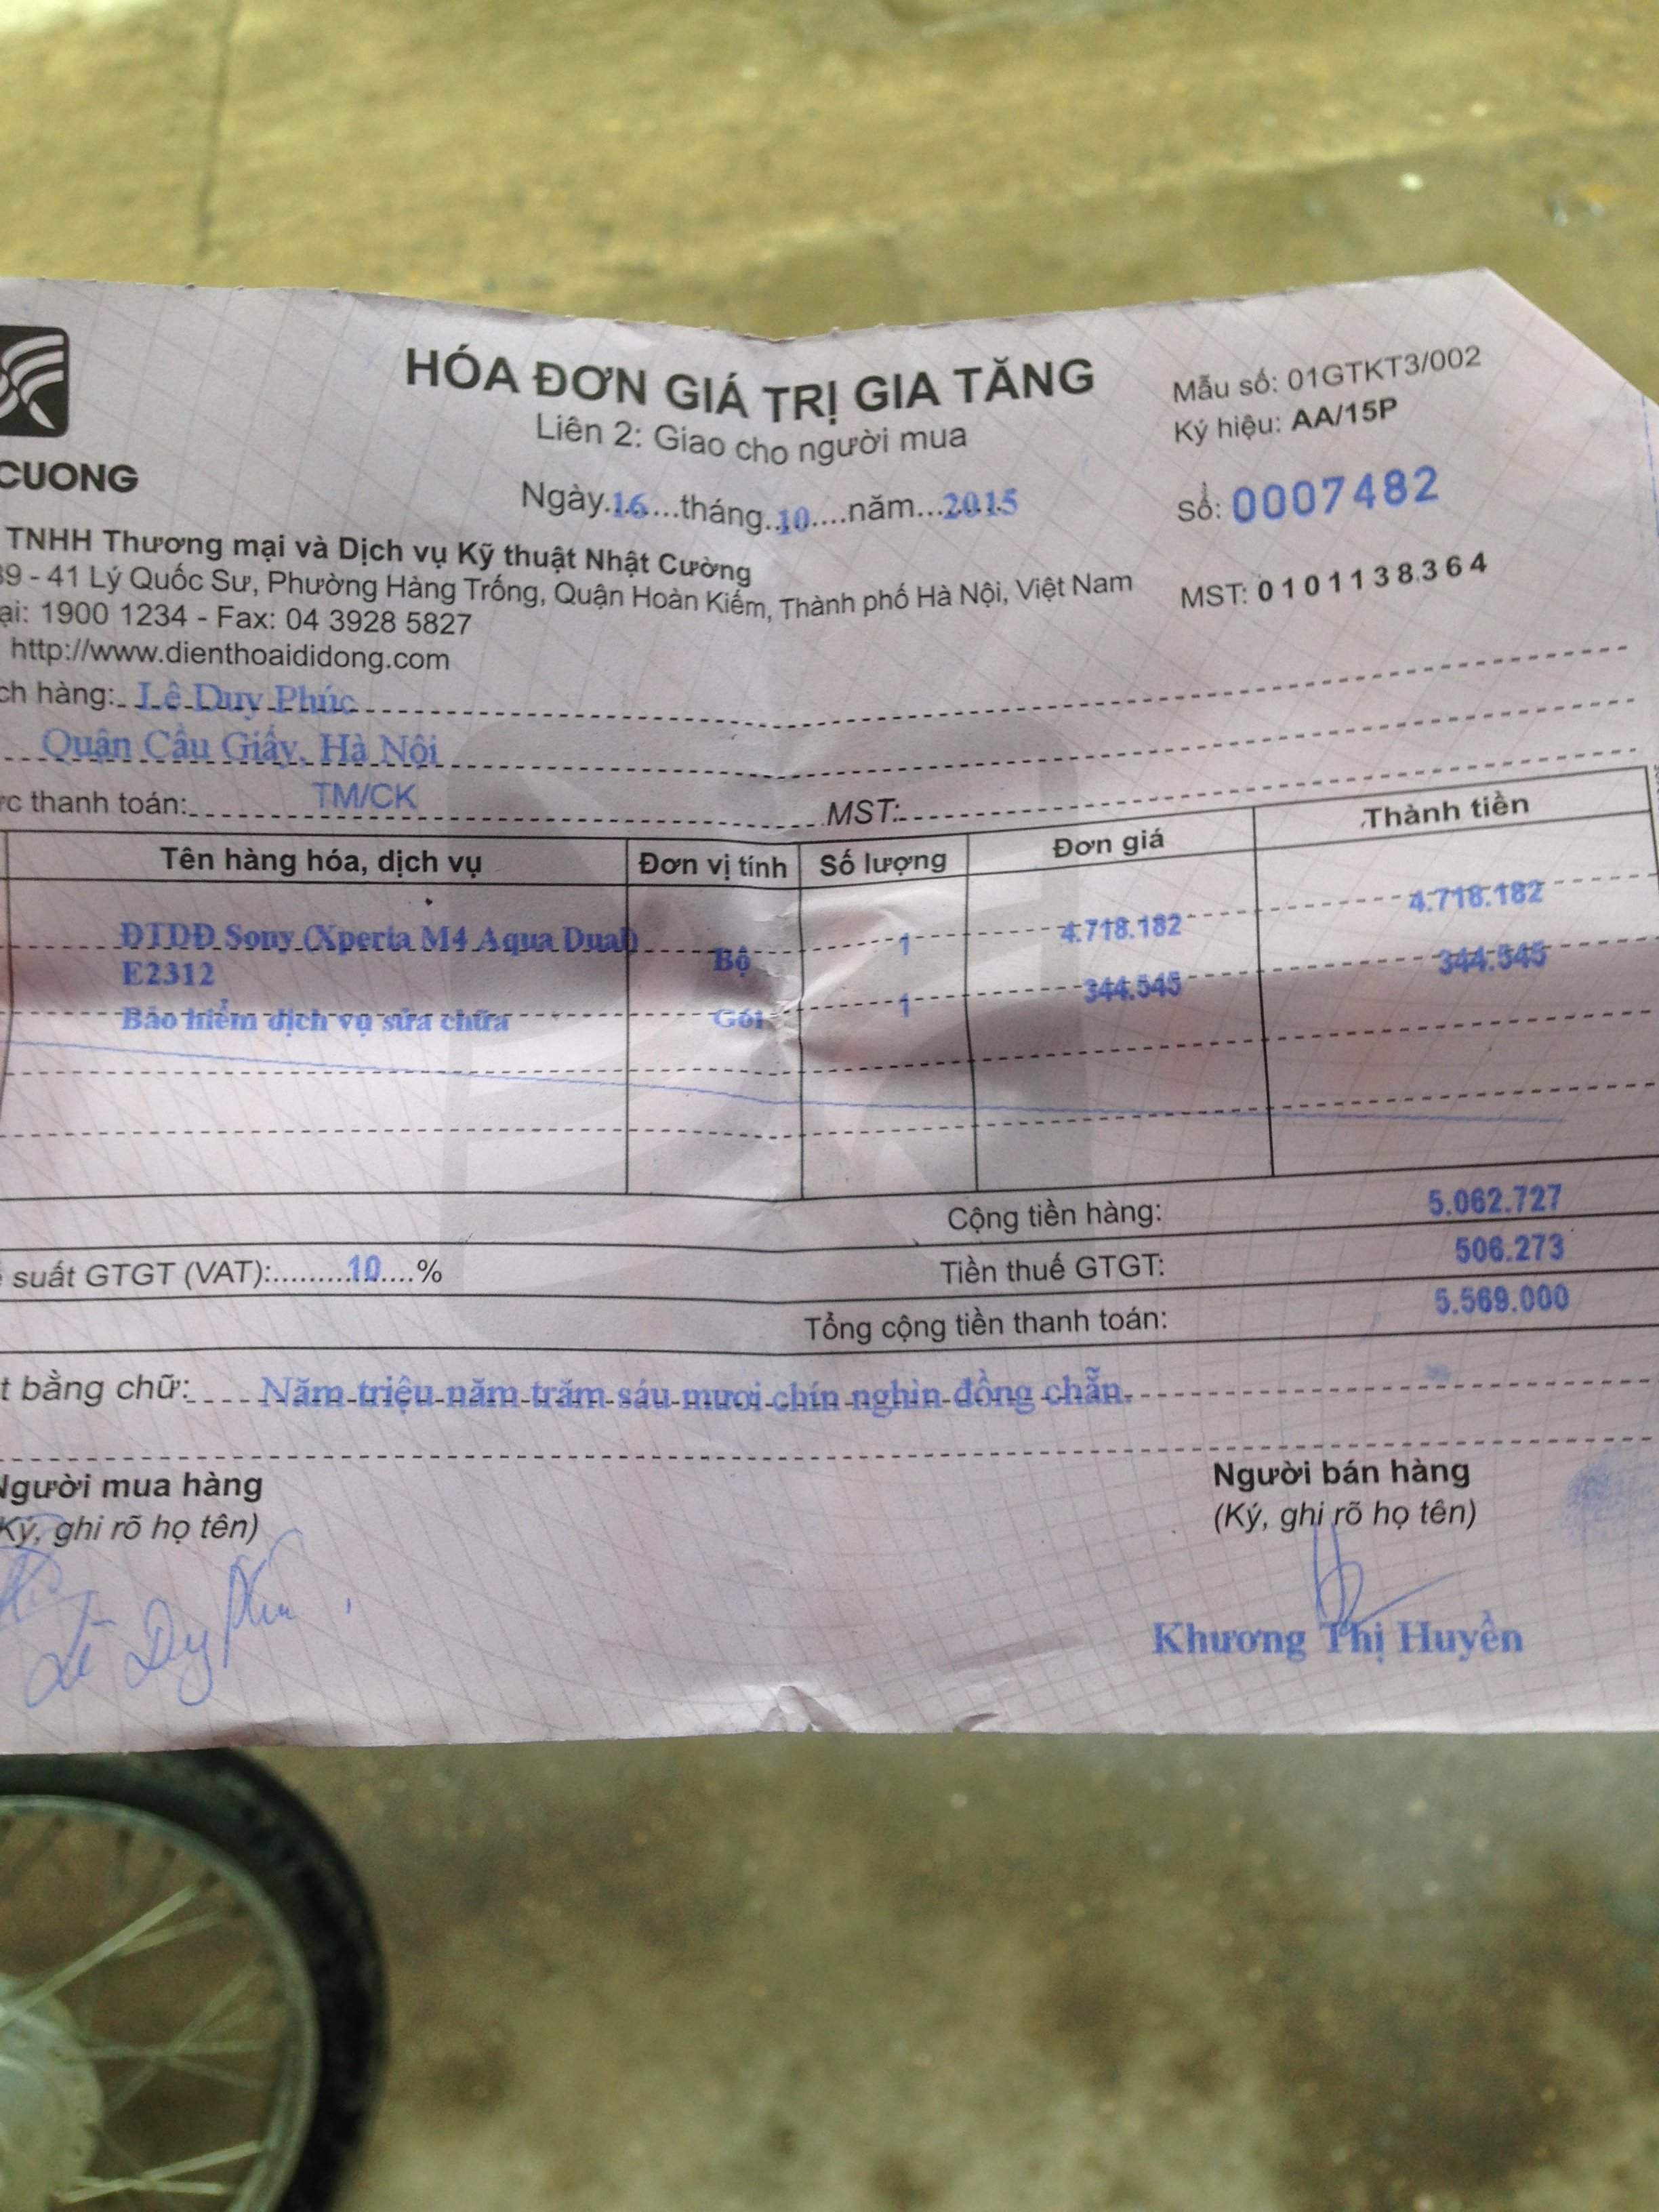 HÓA ĐƠN GIÁ TRỊ GIA TĂNG
Liên 2: Giao cho người mua
Ngày 16 tháng 10 năm 2015
Mẫu số: 01GTKT3/002
Ký hiệu: AA/15P
Số: 0007482
CUONG
TNHH Thương mại và Dịch vụ Kỹ thuật Nhật Cường
39 - 41 Lý Quốc Sư, Phường Hàng Trống, Quận Hoàn Kiếm, Thành phố Hà Nội, Việt Nam
MST: 0101138364
ại: 1900 1234 - Fax: 04 3928 5827
http://www.dienthoaididong.com
ch hàng: Lê Duy Phúc
Quận Cầu Giấy, Hà Nội
ức thanh toán: TM/CK MST:
Tên hàng hóa, dịch vụ Đơn vị tính Số lượng Đơn giá Thành tiền
ĐTDĐ Sony (Xperia M4 Aqua Dual) Bộ 1 4.718.182 4.718.182
E2312
Bảo hiểm dịch vụ sửa chữa Gói 1 344.545 344.545
Cộng tiền hàng: 5.062.727
suất GTGT (VAT): 10 % Tiền thuế GTGT: 506.273
Tổng cộng tiền thanh toán: 5.569.000
t bằng chữ: Năm triệu năm trăm sáu mươi chín nghìn đồng chẵn.
Người mua hàng Người bán hàng
(Ký, ghi rõ họ tên) (Ký, ghi rõ họ tên)
Lê Duy Phúc
Khương Thị Huyền